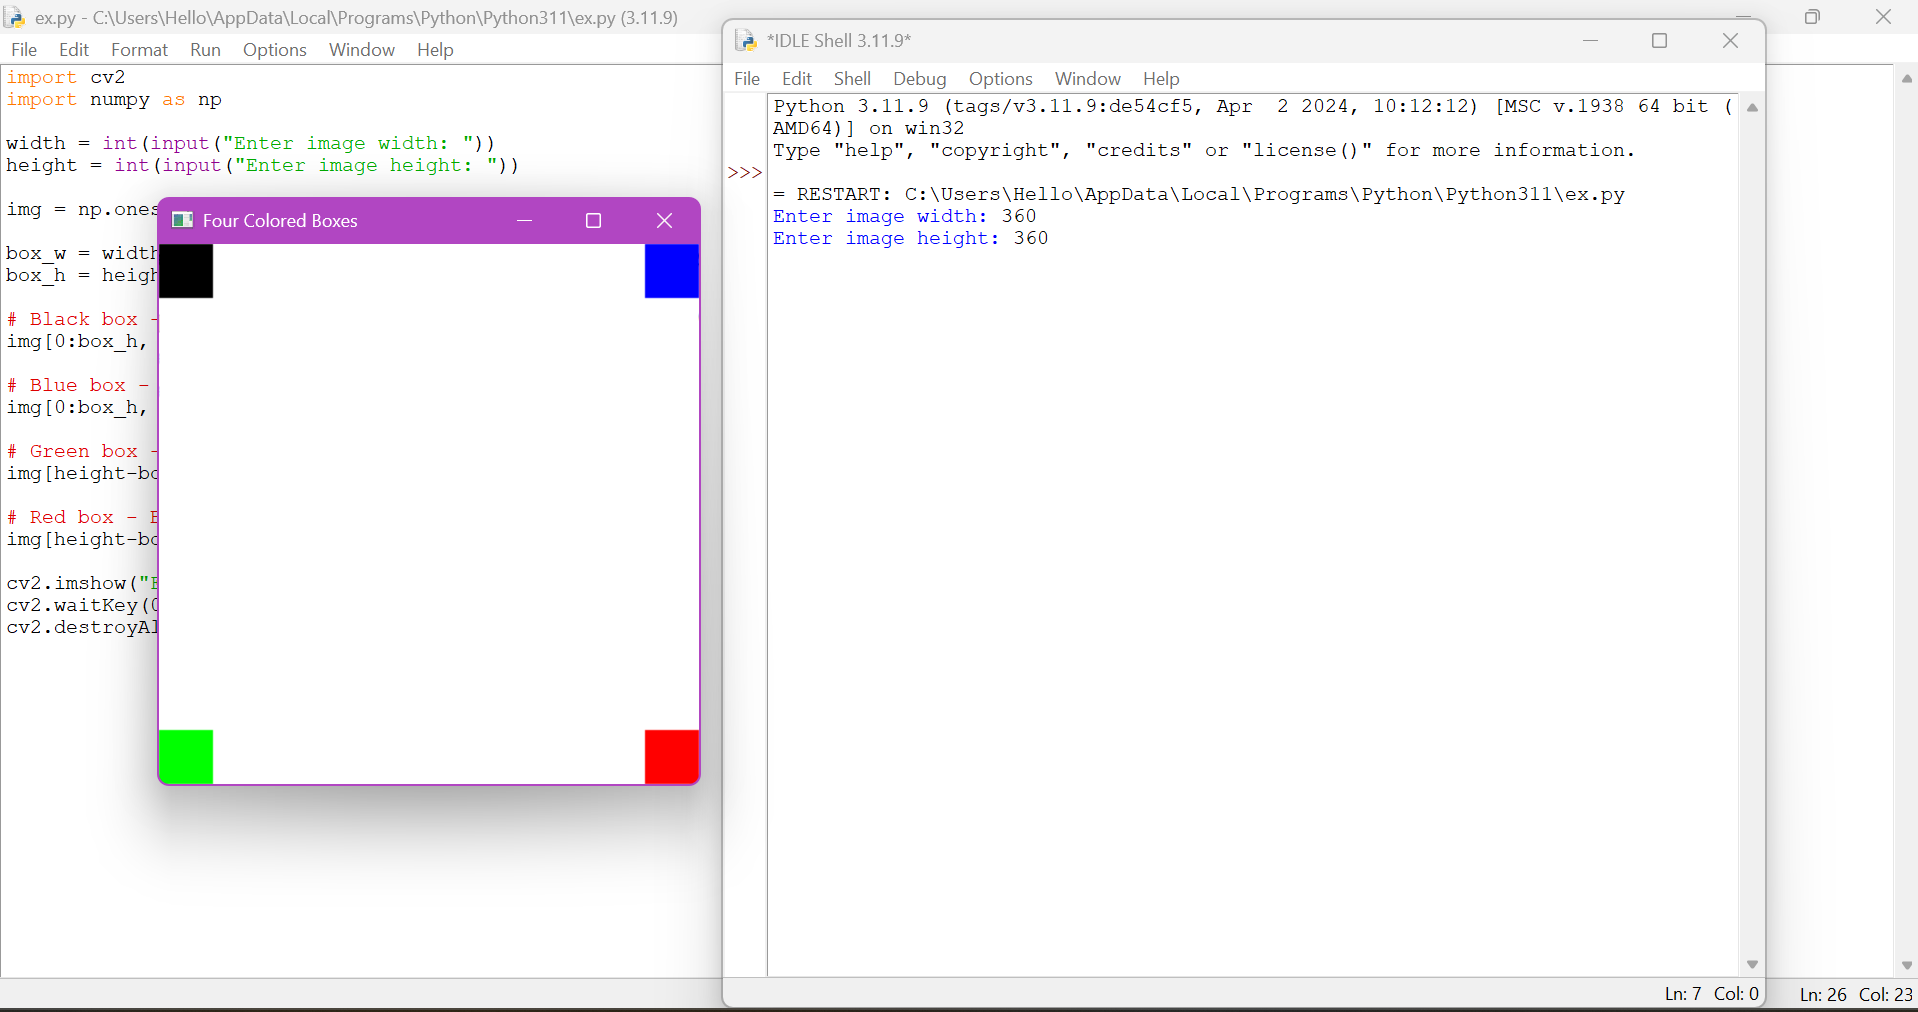 ex.py - C:\Users\Hello\AppData\Local\Programs\Python\Python311\ex.py (3.11.9)
File Edit Format Run Options Window Help
import cv2
import numpy as np
width = int(input("Enter image width: "))
height = int(input("Enter image height: "))
img = np.ones
box_w = width
box_h = heigh
# Black box -
img[0:box_h,
# Blue box -
img[0:box_h,
# Green box -
img[height-bo
# Red box -
img[height-bo
cv2.imshow("
cv2.waitKey(0
cv2.destroyAl
Four Colored Boxes
*IDLE Shell 3.11.9*
File Edit Shell Debug Options Window Help
Python 3.11.9 (tags/v3.11.9:de54cf5, Apr  2 2024, 10:12:12) [MSC v.1938 64 bit (
AMD64)] on win32
Type "help", "copyright", "credits" or "license()" for more information.
>>>
= RESTART: C:\Users\Hello\AppData\Local\Programs\Python\Python311\ex.py
Enter image width: 360
Enter image height: 360
Ln: 7 Col: 0
Ln: 26 Col: 23